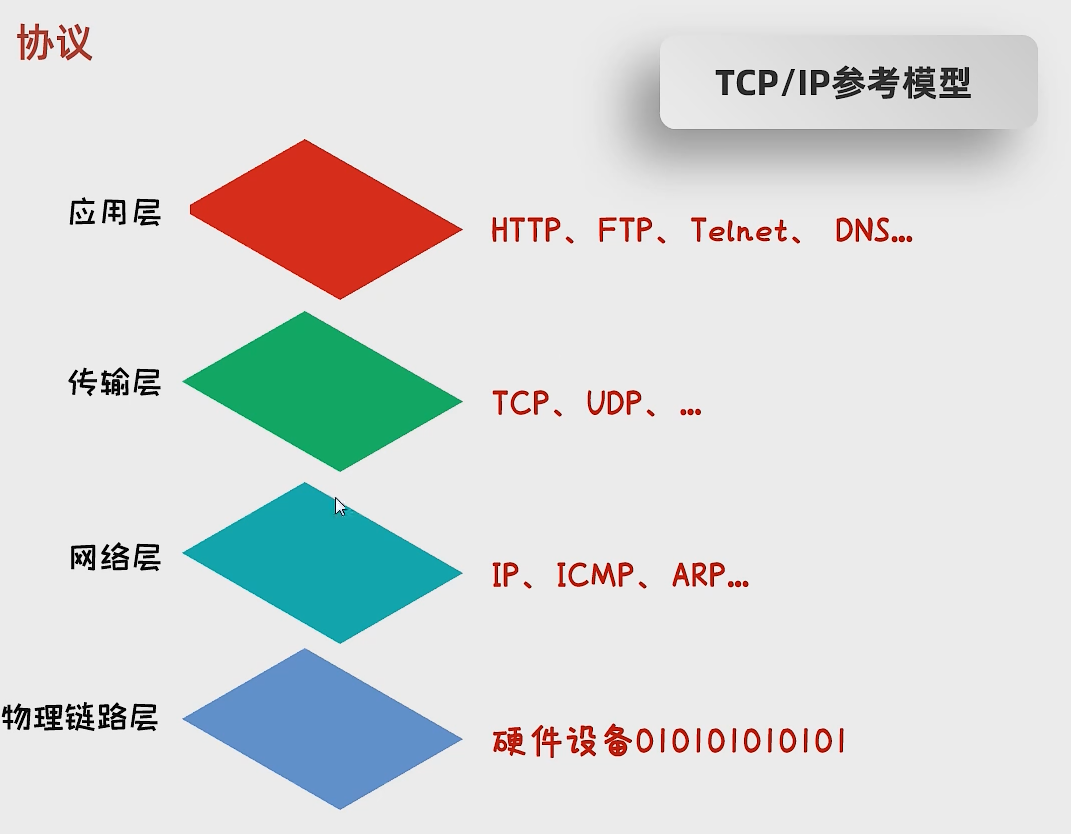 协议
TCP/IP参考模型
应用层
HTTP、FTP、Telnet、 DNS...
传输层
TCP、UDP、...
网络层
IP、ICMP、ARP...
物理链路层
硬件设备010101010101